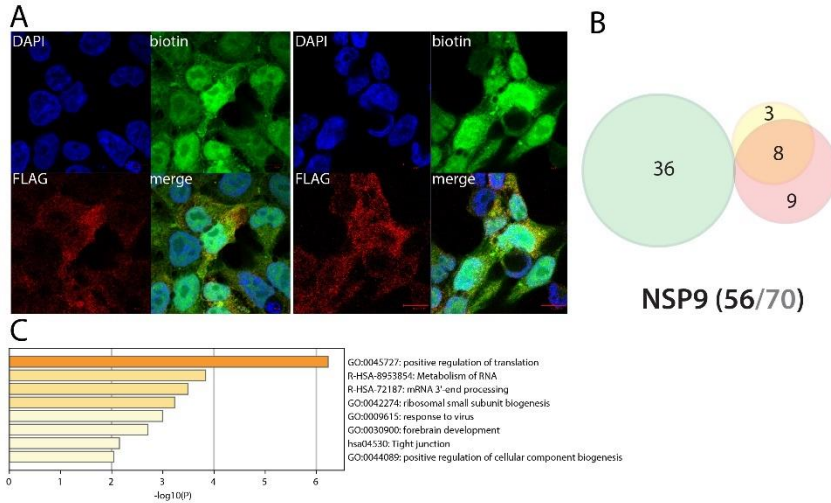 A
DAPI biotin DAPI biotin
FLAG merge FLAG merge
B
3
36 8
9
NSP9 (56/70)
C
GO:0045727: positive regulation of translation
R-HSA-8953854: Metabolism of RNA
R-HSA-72187: mRNA 3'-end processing
GO:0042274: ribosomal small subunit biogenesis
GO:0009615: response to virus
GO:0030900: forebrain development
hsa04530: Tight junction
GO:0044089: positive regulation of cellular component biogenesis
0 1 2 3 4 5 6
-log10(P)